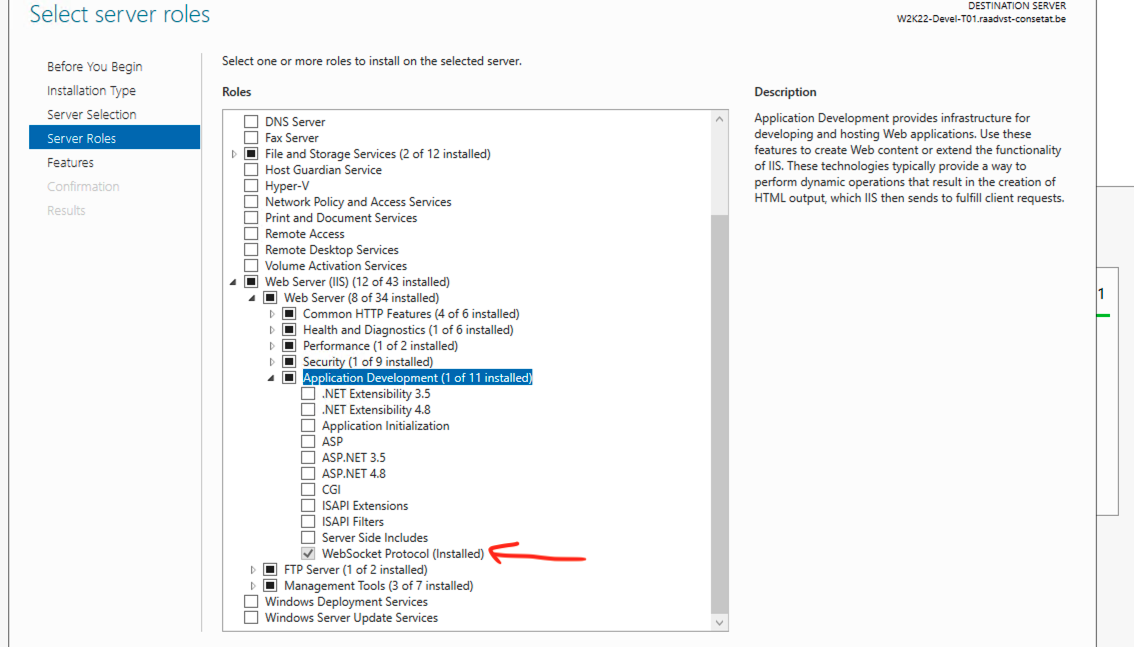 Select server roles
DESTINATION SERVER
W2K22-Devel-T01.raadvst-consetat.be
Before You Begin
Installation Type
Server Selection
Server Roles
Features
Confirmation
Results
Select one or more roles to install on the selected server.
Roles
DNS Server
Fax Server
File and Storage Services (2 of 12 installed)
Host Guardian Service
Hyper-V
Network Policy and Access Services
Print and Document Services
Remote Access
Remote Desktop Services
Volume Activation Services
Web Server (IIS) (12 of 43 installed)
Web Server (8 of 34 installed)
Common HTTP Features (4 of 6 installed)
Health and Diagnostics (1 of 6 installed)
Performance (1 of 2 installed)
Security (1 of 9 installed)
Application Development (1 of 11 installed)
.NET Extensibility 3.5
.NET Extensibility 4.8
Application Initialization
ASP
ASP.NET 3.5
ASP.NET 4.8
CGI
ISAPI Extensions
ISAPI Filters
Server Side Includes
WebSocket Protocol (Installed)
FTP Server (1 of 2 installed)
Management Tools (3 of 7 installed)
Windows Deployment Services
Windows Server Update Services
Description
Application Development provides infrastructure for
developing and hosting Web applications. Use these
features to create Web content or extend the functionality
of IIS. These technologies typically provide a way to
perform dynamic operations that result in the creation of
HTML output, which IIS then sends to fulfill client requests.
1